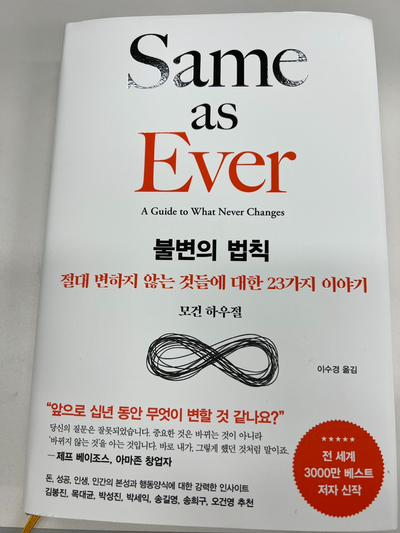 Same
as
Ever
A Guide to What Never Changes
불변의 법칙
절대 변하지 않는 것들에 대한 23가지 이야기
모건 하우절
이수경 옮김
"앞으로 십년 동안 무엇이 변할 것 같나요?"
당신의 질문은 잘못되었습니다. 중요한 것은 바뀌는 것이 아니라
'바뀌지 않는 것'을 아는 것입니다. 바로 내가, 그렇게 했던 것처럼 말이죠.
— 제프 베이조스, 아마존 창업자
돈, 성공, 인생, 인간의 본성과 행동양식에 대한 강력한 인사이트
김봉진, 목대균, 박성진, 박세익, 송길영, 송희구, 오건영 추천
★★★★★
전 세계
3000만 베스트
저자 신작